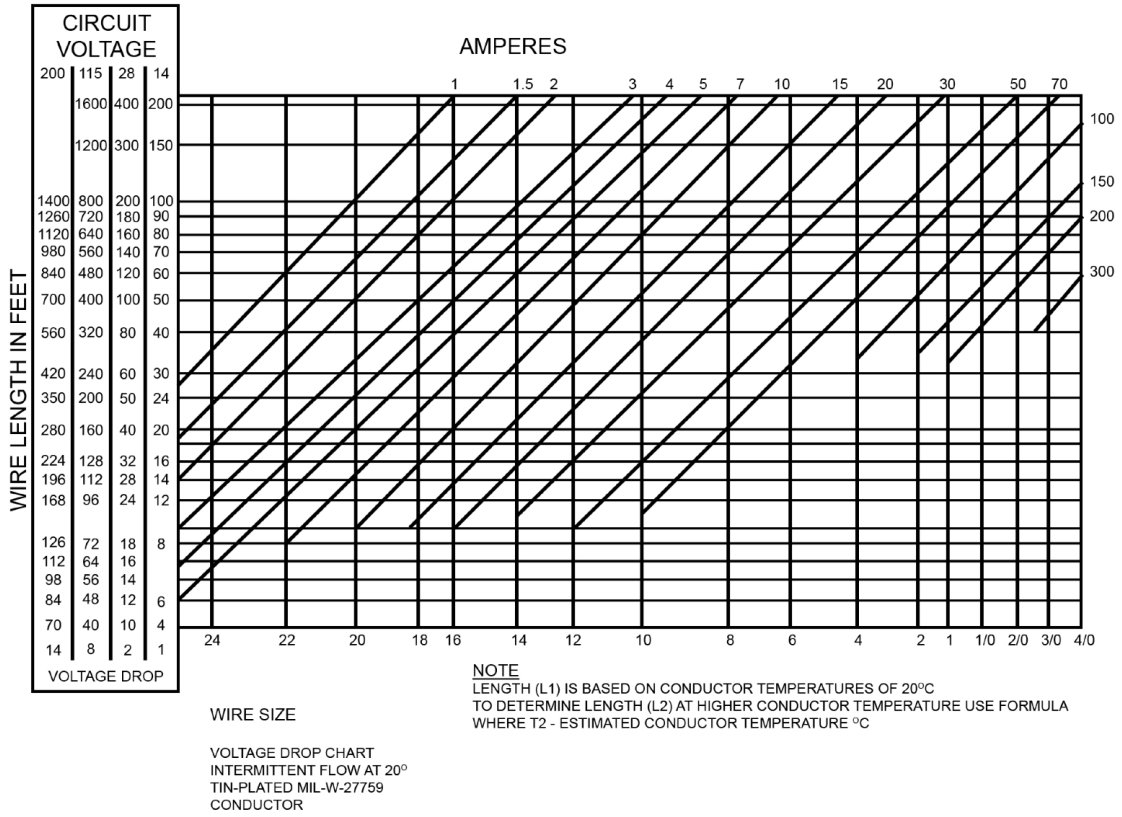 CIRCUIT
VOLTAGE
AMPERES
200 115 28 14
1 1.5 2 3 4 5 7 10 15 20 30 50 70
1600 400 200
100
1200 300 150
150
1400 800 200 100
1260 720 180 90
200
1120 640 160 80
980 560 140 70
840 480 120 60
300
700 400 100 50
560 320 80 40
420 240 60 30
350 200 50 24
280 160 40 20
224 128 32 16
196 112 28 14
168 96 24 12
126 72 18 8
112 64 16
98 56 14
84 48 12 6
70 40 10 4
14 8 2 1
WIRE LENGTH IN FEET
24 22 20 18 16 14 12 10 8 6 4 2 1 1/0 2/0 3/0 4/0
VOLTAGE DROP
NOTE
LENGTH (L1) IS BASED ON CONDUCTOR TEMPERATURES OF 20°C
TO DETERMINE LENGTH (L2) AT HIGHER CONDUCTOR TEMPERATURE USE FORMULA
WHERE T2 - ESTIMATED CONDUCTOR TEMPERATURE °C
WIRE SIZE
VOLTAGE DROP CHART
INTERMITTENT FLOW AT 20°
TIN-PLATED MIL-W-27759
CONDUCTOR